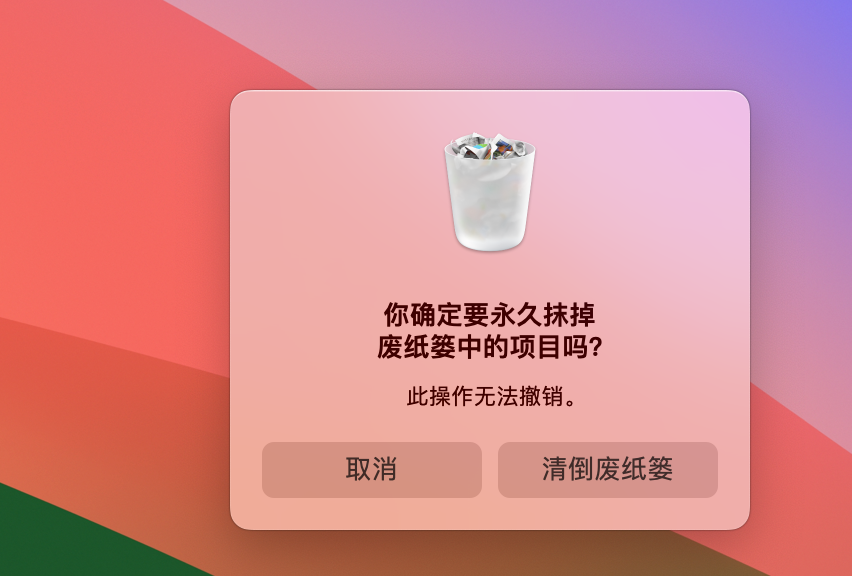 你确定要永久抹掉
废纸篓中的项目吗?
此操作无法撤销。
取消
清倒废纸篓